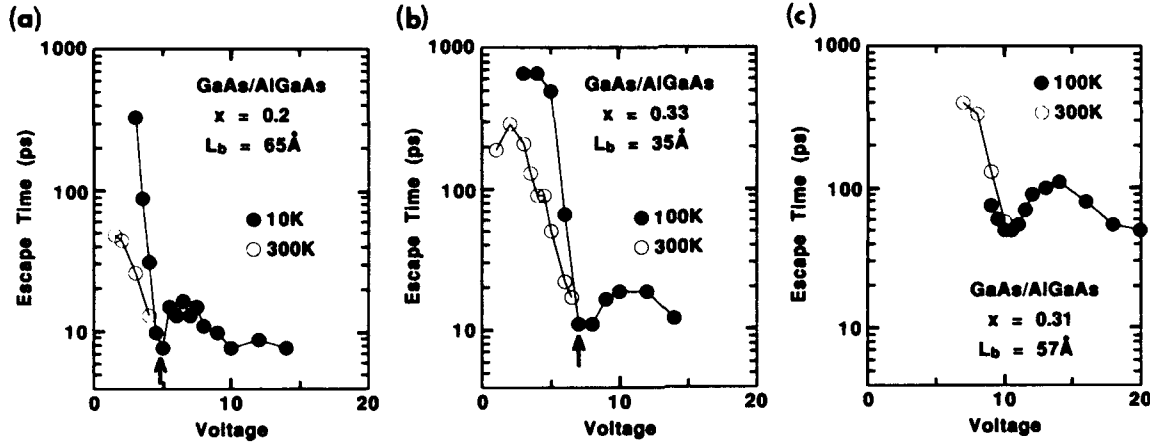 (a)
1000
100
10
Escape Time (ps)
GaAs/AlGaAs
x = 0.2
L_b = 65Å
10K
300K
0 10 20
Voltage
(b)
1000
100
10
Escape Time (ps)
GaAs/AlGaAs
x = 0.33
L_b = 35Å
100K
300K
0 10 20
Voltage
(c)
1000
100
10
Escape Time (ps)
100K
300K
GaAs/AlGaAs
x = 0.31
L_b = 57Å
0 10 20
Voltage